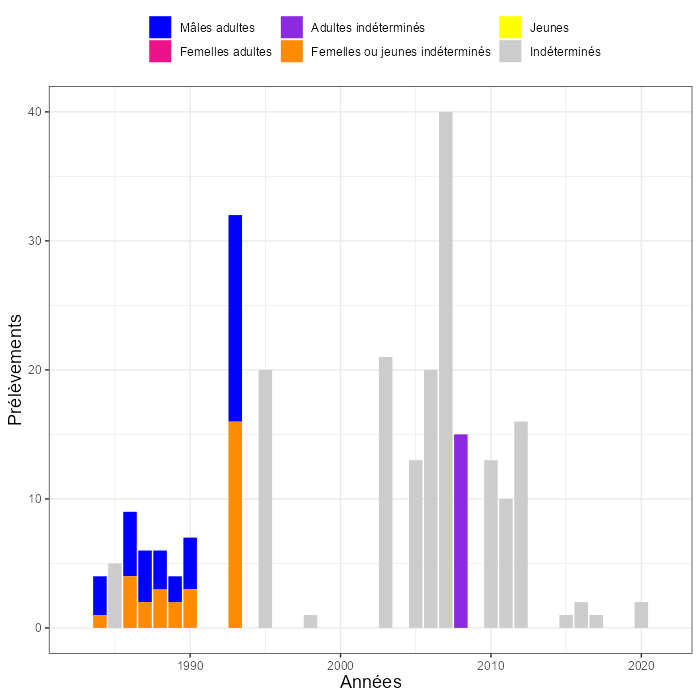 Mâles adultes
Adultes indéterminés
Jeunes
Femelles adultes
Femelles ou jeunes indéterminés
Indéterminés
40
30
20
10
0
Prélèvements
1990
2000
2010
2020
Années